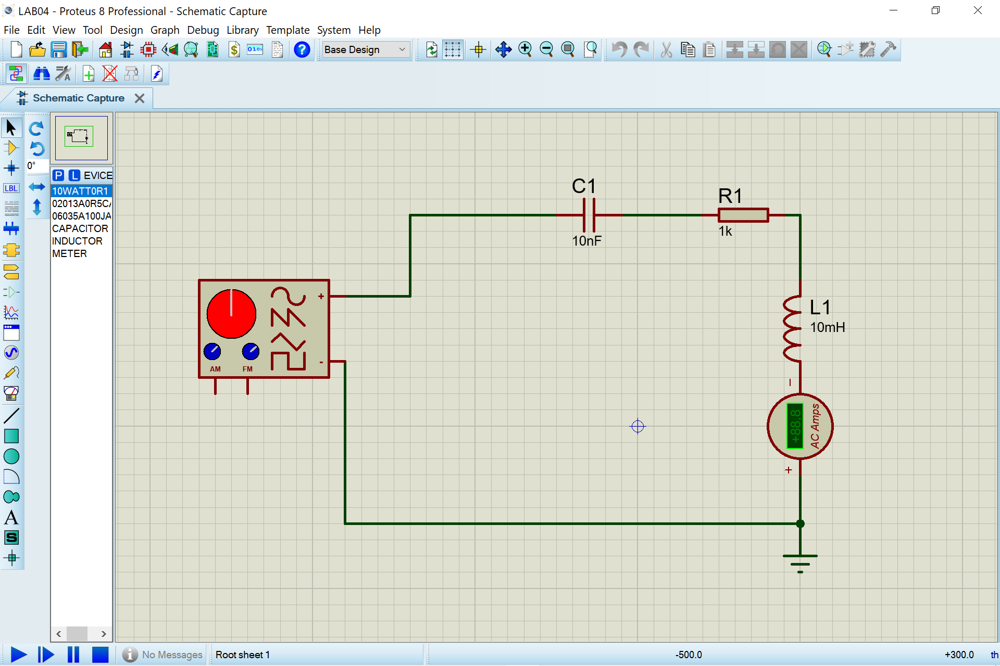 LAB04 - Proteus 8 Professional - Schematic Capture
File Edit View Tool Design Graph Debug Library Template System Help
Base Design
Schematic Capture
0°
P L EVICE
LBL
10WATT0R1
02013A0R5CA
06035A100JA
CAPACITOR
INDUCTOR
METER
C1
10nF
R1
1k
L1
10mH
+
-
AM FM
+88.8
AC Amps
+
No Messages
Root sheet 1
-500.0
+300.0
th